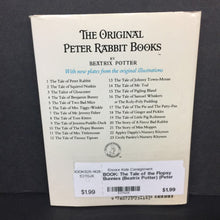 THE ORIGINAL
PETER RABBIT BOOKS
BY
BEATRIX POTTER
With new plates from the original illustrations
1 The Tale of Peter Rabbit
2 The Tale of Squirrel Nutkin
3 The Tailor of Gloucester
4 The Tale of Benjamin Bunny
5 The Tale of Two Bad Mice
6 The Tale of Mrs. Tiggy-Winkle
7 The Tale of Mr. Jeremy Fisher
8 The Tale of Tom Kitten
9 The Tale of Jemima Puddle-Duck
10 The Tale of the Flopsy Bunnies
11 The Tale of Mrs. Tittlemouse
12 The Tale of Timmy Tiptoes
13 The Tale of Johnny Town-Mouse
14 The Tale of Mr. Tod
15 The Tale of Pigling Bland
16 The Tale of Samuel Whiskers
or the Roly-Poly Pudding
17 The Tale of The Pie and The Patty-Pan
18 The Tale of Ginger and Pickles
19 The Tale of Little Pig Robinson
20 The Story of A Fierce Bad Rabbit
21 The Story of Miss Moppet
22 Appley Dapply's Nursery Rhymes
23 Cecily Parsley's Nursery Rhymes
Encore Kids Consignment
BOOK: The Tale of the Flopsy
Bunnies (Beatrix Potter) (Peter
$1.99
$1.99